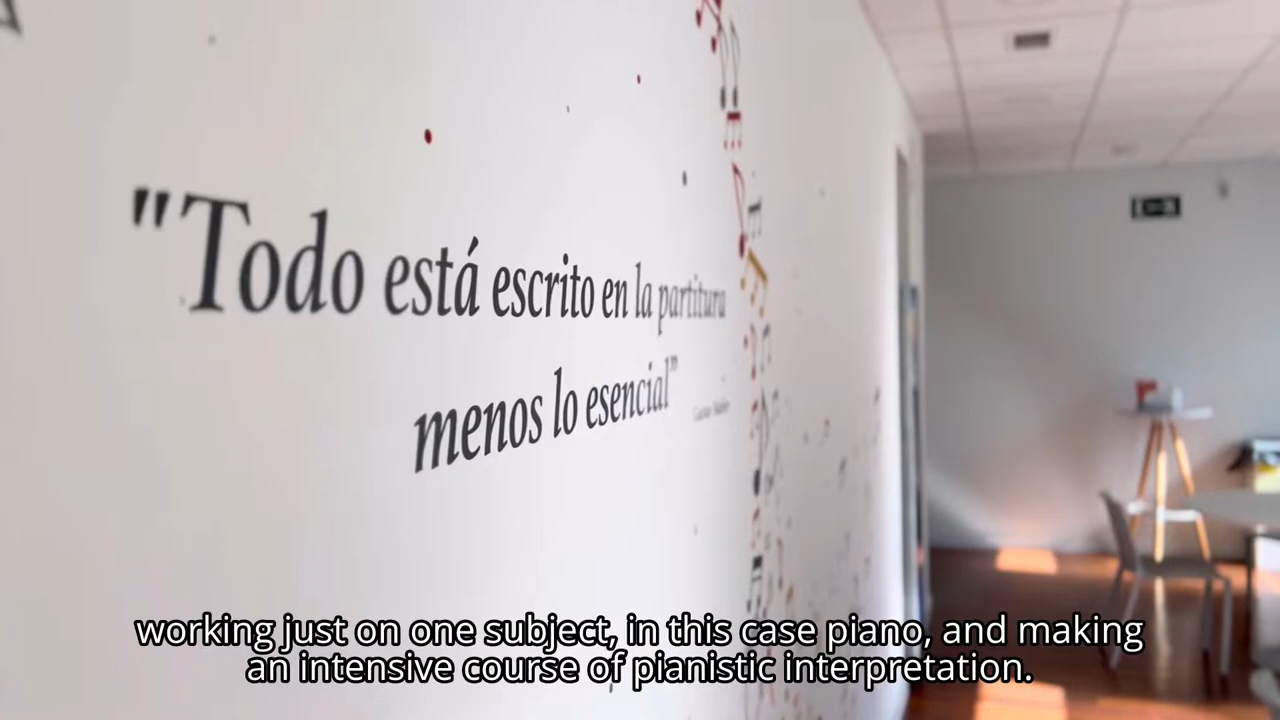 "Todo está escrito en la partitura
menos lo esencial"
working just on one subject, in this case piano, and making
an intensive course of pianistic interpretation.